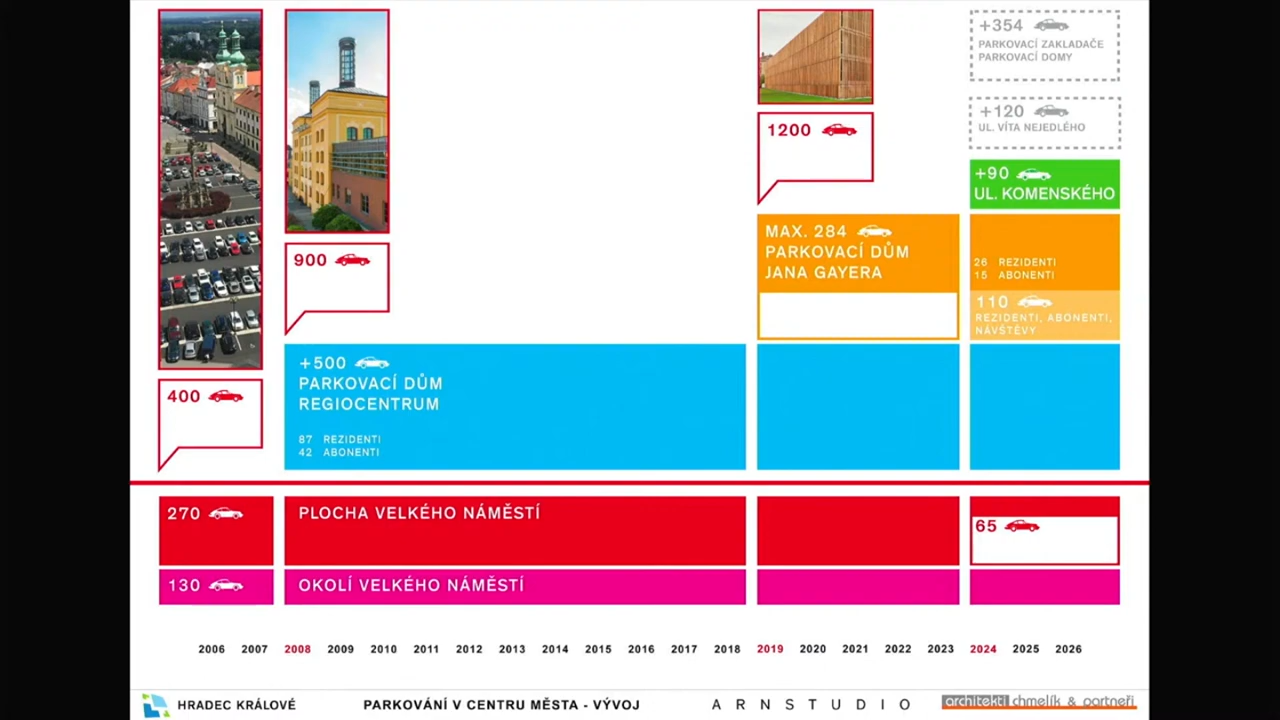 400
270
130
900
+500
PARKOVACÍ DŮM
REGIOCENTRUM
87 REZIDENTI
42 ABONENTI
PLOCHA VELKÉHO NÁMĚSTÍ
OKOLÍ VELKÉHO NÁMĚSTÍ
1200
MAX. 284
PARKOVACÍ DŮM
JANA GAYERA
+354
PARKOVACÍ ZAKLADAČE
PARKOVACÍ DOMY
+120
UL. VÍTA NEJEDLÉHO
+90
UL. KOMENSKÉHO
26 REZIDENTI
15 ABONENTI
110
REZIDENTI, ABONENTI,
NÁVŠTĚVY
65
2006 2007 2008 2009 2010 2011 2012 2013 2014 2015 2016 2017 2018 2019 2020 2021 2022 2023 2024 2025 2026
HRADEC KRÁLOVÉ PARKOVÁNÍ V CENTRU MĚSTA - VÝVOJ ARNSTUDIO architekti chmelík & partneři